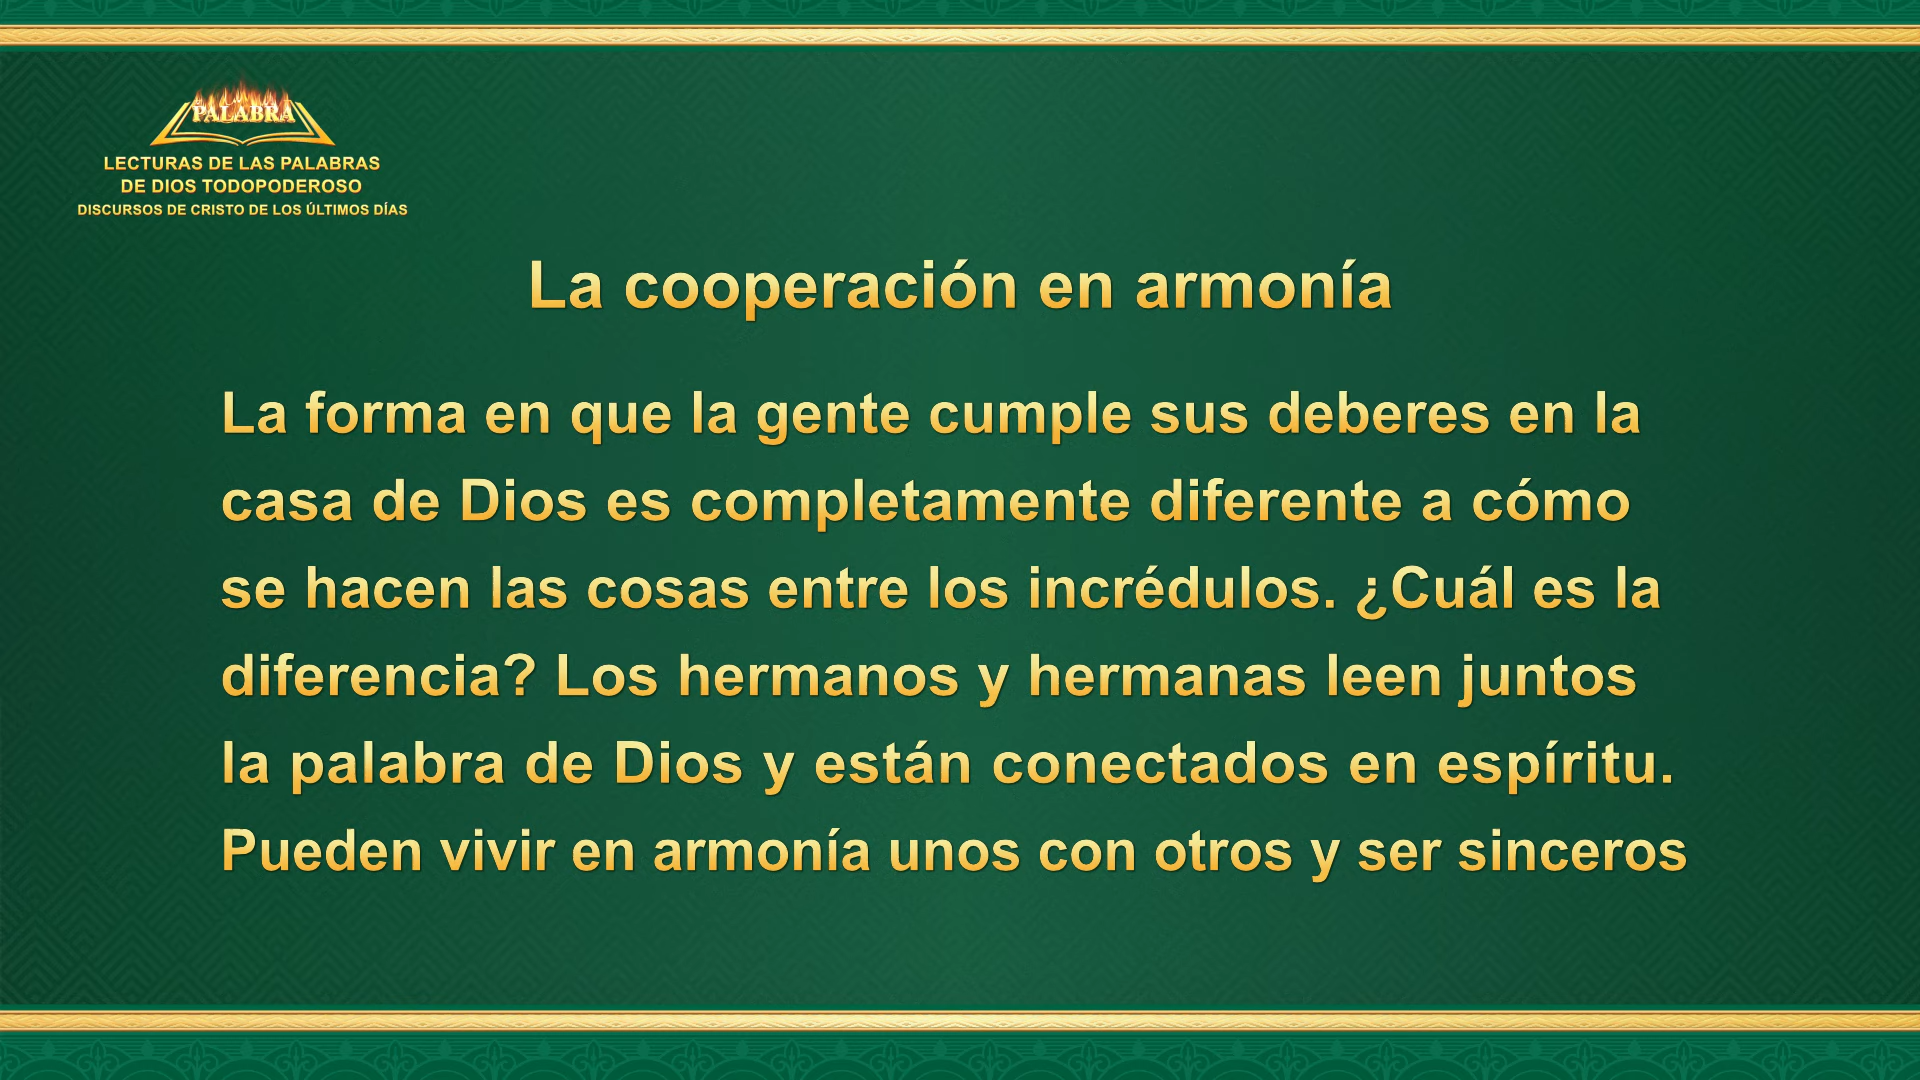 PALABRA
LECTURAS DE LAS PALABRAS
DE DIOS TODOPODEROSO
DISCURSOS DE CRISTO DE LOS ÚLTIMOS DÍAS
La cooperación en armonía
La forma en que la gente cumple sus deberes en la
casa de Dios es completamente diferente a cómo
se hacen las cosas entre los incrédulos. ¿Cuál es la
diferencia? Los hermanos y hermanas leen juntos
la palabra de Dios y están conectados en espíritu.
Pueden vivir en armonía unos con otros y ser sinceros